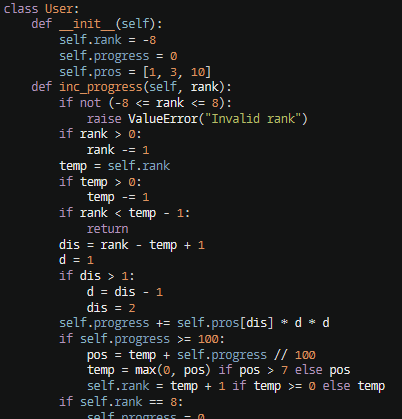 class User:
    def __init__(self):
        self.rank = -8
        self.progress = 0
        self.pros = [1, 3, 10]
    def inc_progress(self, rank):
        if not (-8 <= rank <= 8):
            raise ValueError("Invalid rank")
        if rank > 0:
            rank -= 1
        temp = self.rank
        if temp > 0:
            temp -= 1
        if rank < temp - 1:
            return
        dis = rank - temp + 1
        d = 1
        if dis > 1:
            d = dis - 1
            dis = 2
        self.progress += self.pros[dis] * d * d
        if self.progress >= 100:
            pos = temp + self.progress // 100
            temp = max(0, pos) if pos > 7 else pos
            self.rank = temp + 1 if temp >= 0 else temp
        if self.rank == 8:
            self.progress = 0